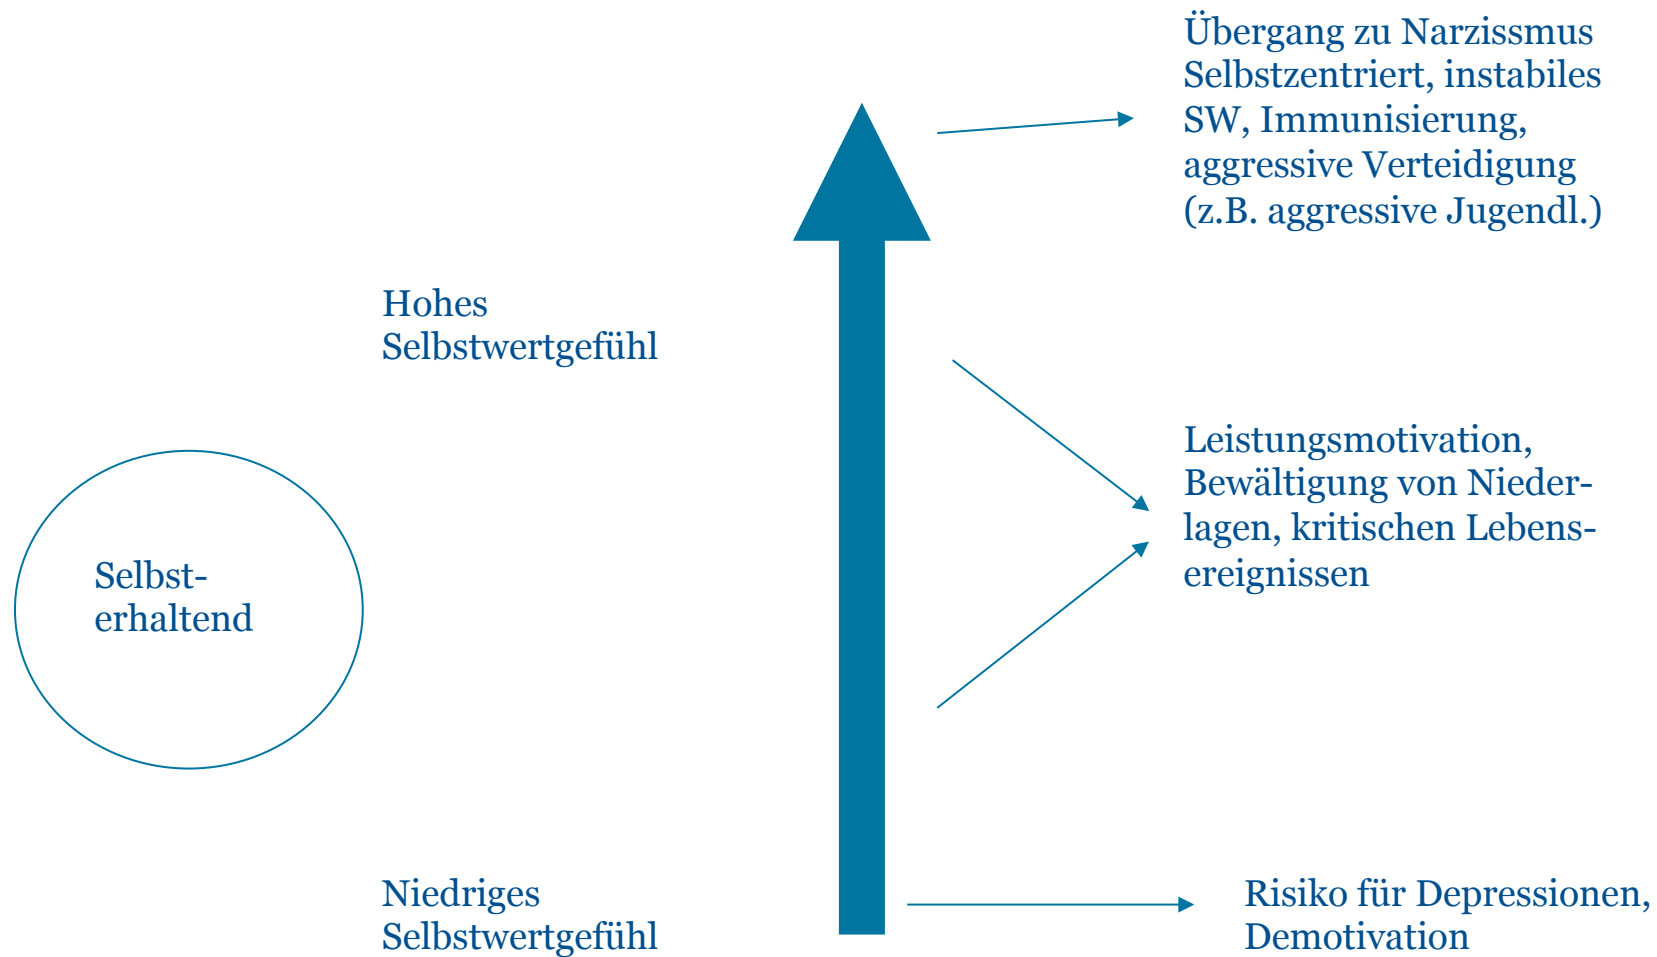 Übergang zu Narzissmus
Selbstzentriert, instabiles
SW, Immunisierung,
aggressive Verteidigung
(z.B. aggressive Jugendl.)
Hohes
Selbstwertgefühl
Leistungsmotivation,
Bewältigung von Nieder-
lagen, kritischen Lebens-
ereignissen
Selbst-
erhaltend
Niedriges
Selbstwertgefühl
Risiko für Depressionen,
Demotivation